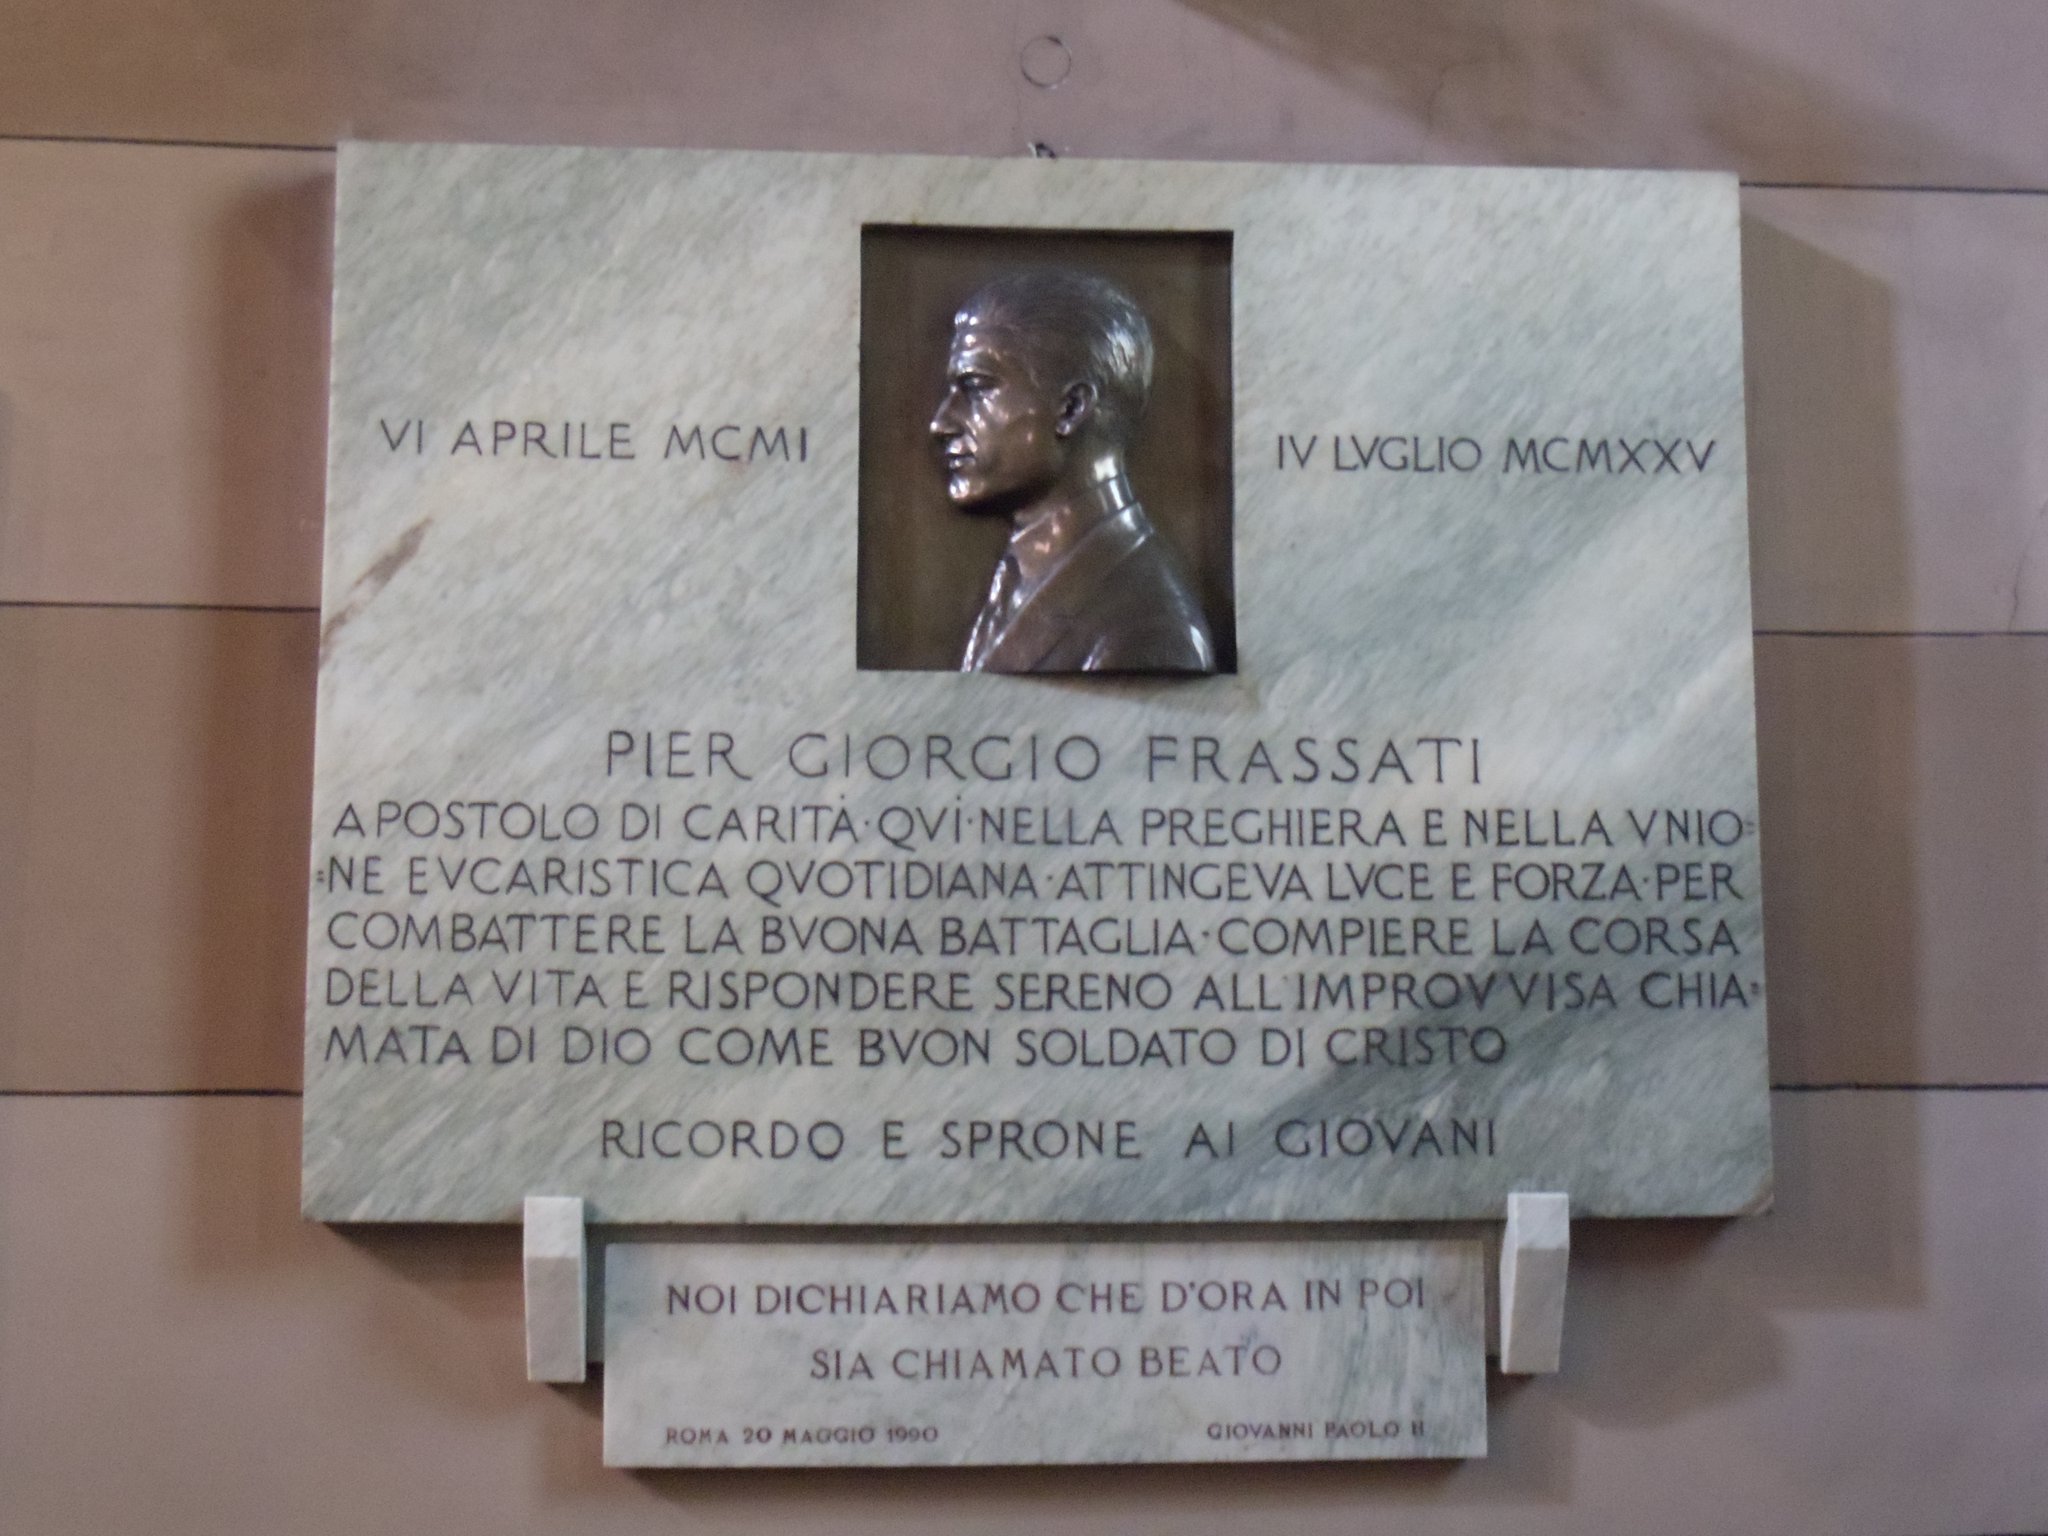 VI APRILE MCMI
IV LVGLIO MCMXXV
PIER GIORGIO FRASSATI
APOSTOLO DI CARITÀ·QVI·NELLA PREGHIERA E NELLA VNIO=
=NE EVCARISTICA QVOTIDIANA·ATTINGEVA LVCE E FORZA·PER
COMBATTERE LA BVONA BATTAGLIA·COMPIERE LA CORSA
DELLA VITA E RISPONDERE SERENO ALL'IMPROVVISA CHIA=
MATA DI DIO COME BVON SOLDATO DI CRISTO
RICORDO E SPRONE AI GIOVANI
NOI DICHIARIAMO CHE D'ORA IN POI
SIA CHIAMATO BEATO
ROMA 20 MAGGIO 1990
GIOVANNI PAOLO II